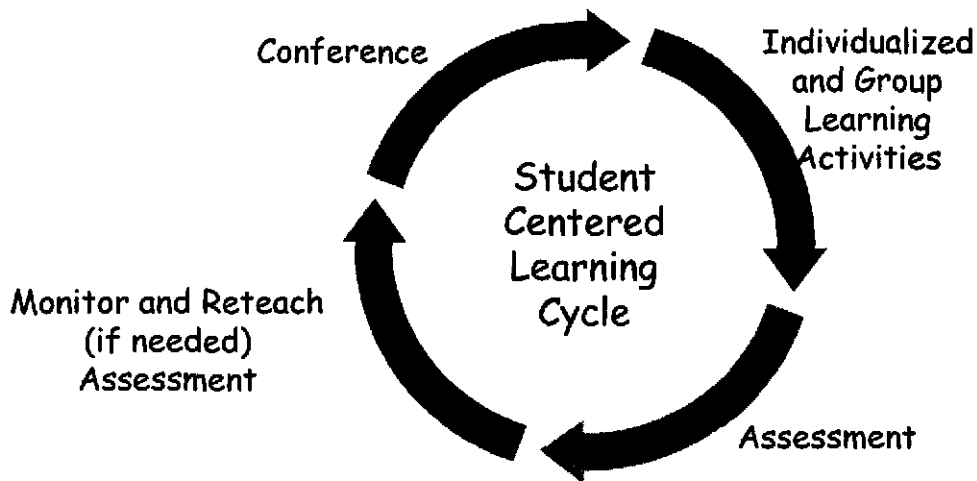 Conference
Individualized
and Group
Learning
Activities
Student
Centered
Learning
Cycle
Monitor and Reteach
(if needed)
Assessment
Assessment